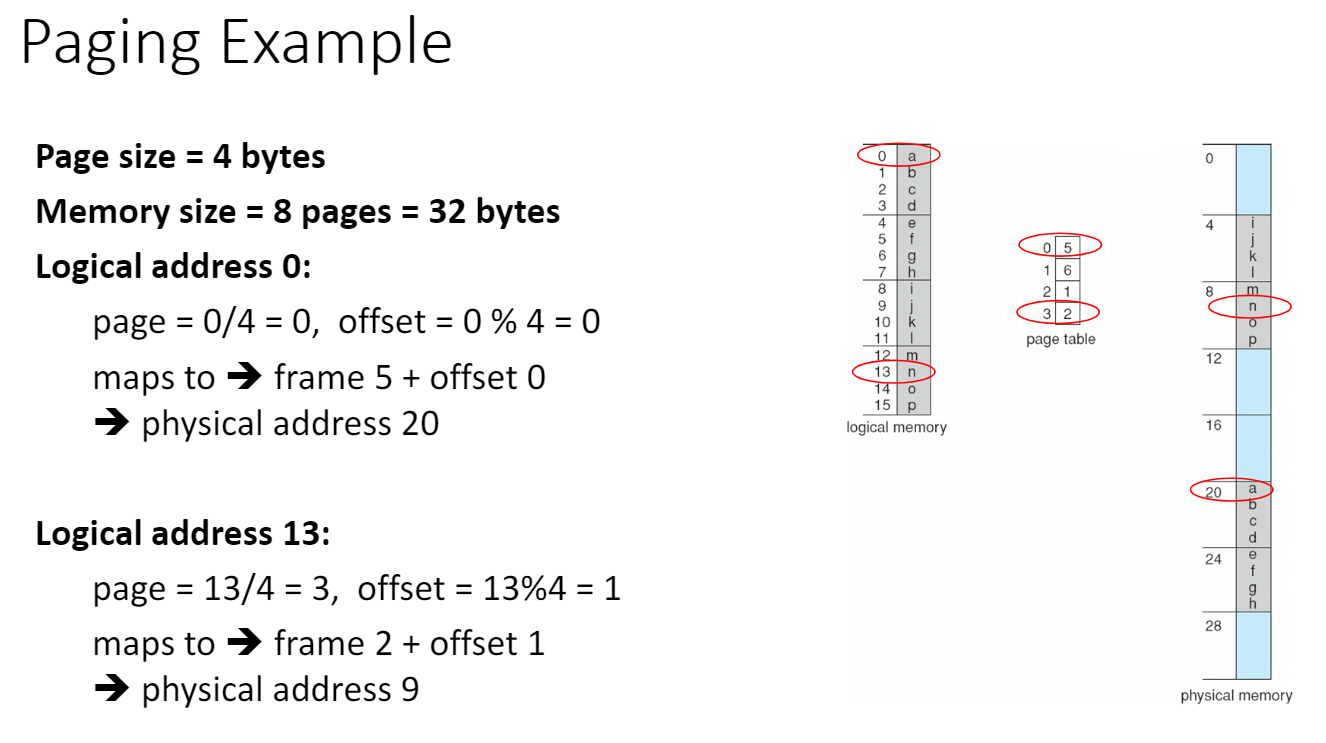 Paging Example
Page size = 4 bytes
Memory size = 8 pages = 32 bytes
Logical address 0:
page = 0/4 = 0, offset = 0 % 4 = 0
maps to ➔ frame 5 + offset 0
➔ physical address 20
Logical address 13:
page = 13/4 = 3, offset = 13%4 = 1
maps to ➔ frame 2 + offset 1
➔ physical address 9
0 a
1 b
2 c
3 d
4 e
5 f
6 g
7 h
8 i
9 j
10 k
11 l
12 m
13 n
14 o
15 p
logical memory
0 5
1 6
2 1
3 2
page table
0
4 i
j
k
l
8 m
n
o
p
12
16
20 a
b
c
d
24 e
f
g
h
28
physical memory